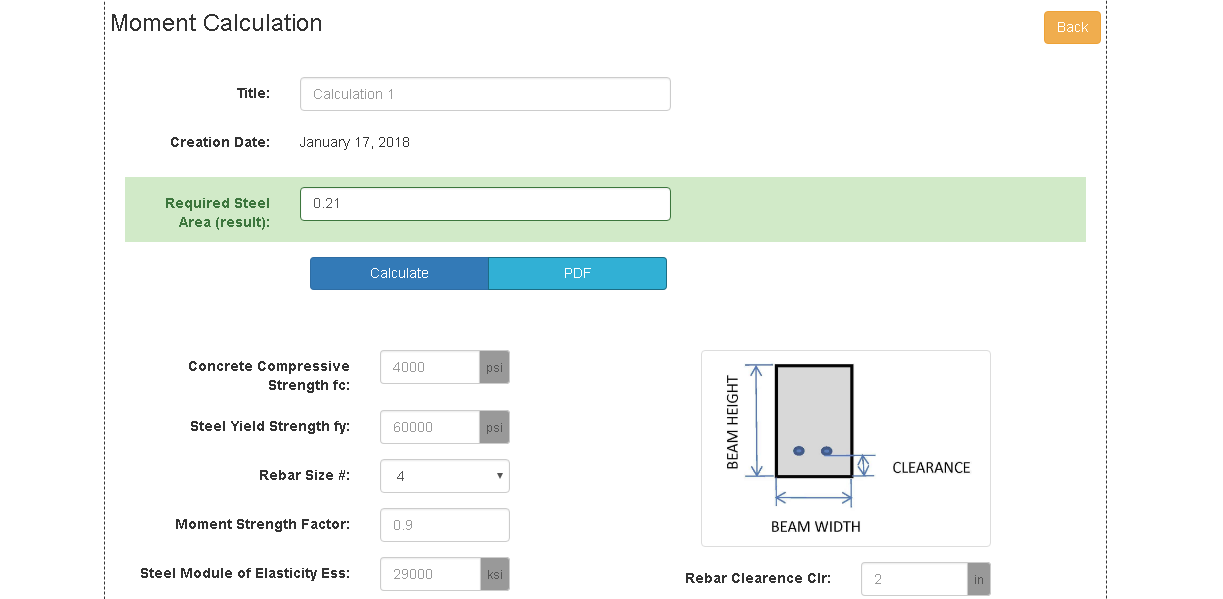 Moment Calculation
Back
Title:
Calculation 1
Creation Date:
January 17, 2018
Required Steel
Area (result):
0.21
Calculate
PDF
Concrete Compressive
Strength fc:
4000
psi
Steel Yield Strength fy:
60000
psi
Rebar Size #:
4
Moment Strength Factor:
0.9
Steel Module of Elasticity Ess:
29000
ksi
BEAM HEIGHT
CLEARANCE
BEAM WIDTH
Rebar Clearence Clr:
2
in